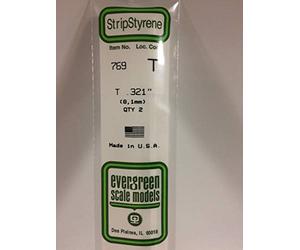 StripStyrene
Item No. Loc. Code
769 T
T .321"
(8,1mm)
QTY 2
Made in U.S.A.
evergreen
scale models
Des Plaines, IL 60018